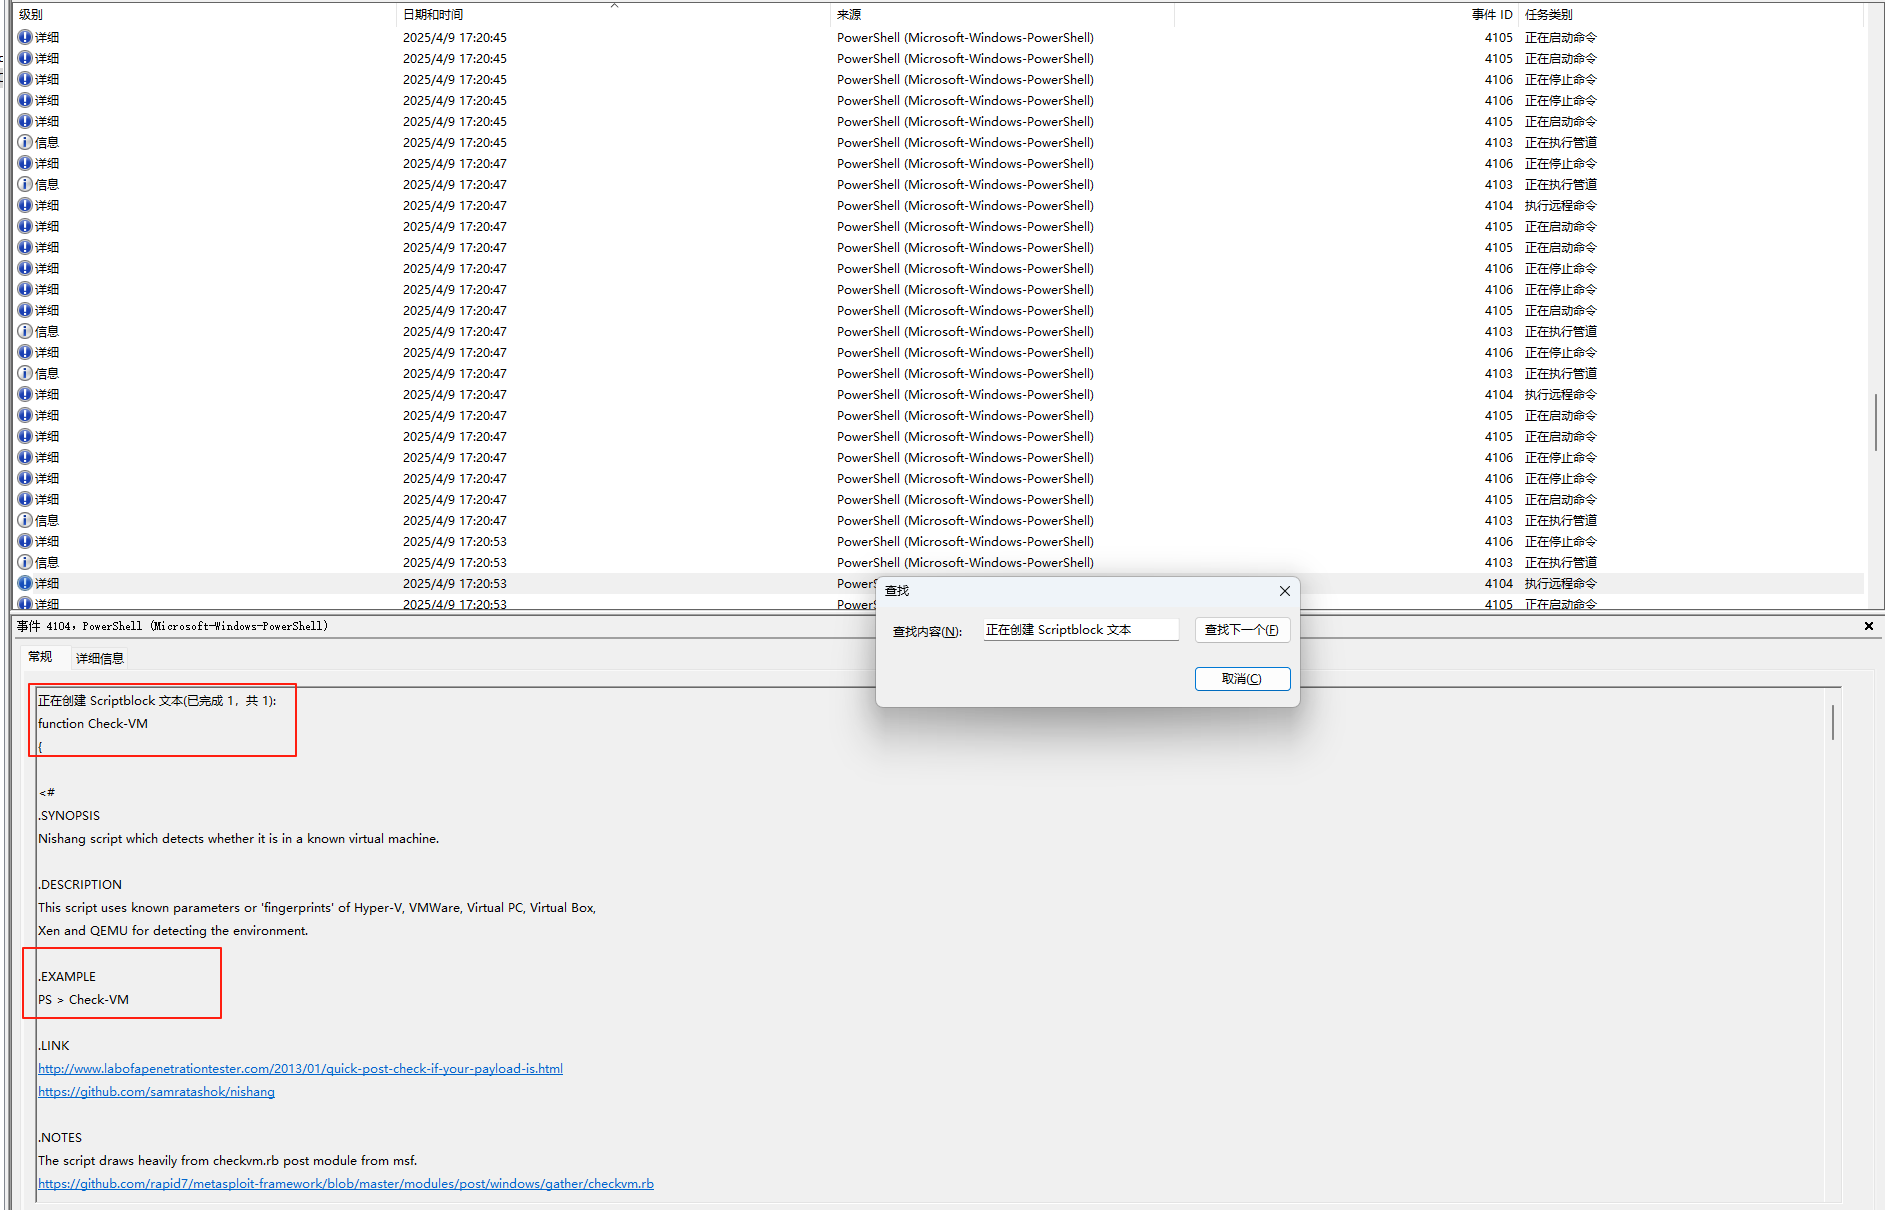 级别 日期和时间 来源 事件 ID 任务类别
详细 2025/4/9 17:20:45 PowerShell (Microsoft-Windows-PowerShell) 4105 正在启动命令
详细 2025/4/9 17:20:45 PowerShell (Microsoft-Windows-PowerShell) 4105 正在启动命令
详细 2025/4/9 17:20:45 PowerShell (Microsoft-Windows-PowerShell) 4106 正在停止命令
详细 2025/4/9 17:20:45 PowerShell (Microsoft-Windows-PowerShell) 4106 正在停止命令
详细 2025/4/9 17:20:45 PowerShell (Microsoft-Windows-PowerShell) 4105 正在启动命令
信息 2025/4/9 17:20:45 PowerShell (Microsoft-Windows-PowerShell) 4103 正在执行管道
详细 2025/4/9 17:20:47 PowerShell (Microsoft-Windows-PowerShell) 4106 正在停止命令
信息 2025/4/9 17:20:47 PowerShell (Microsoft-Windows-PowerShell) 4103 正在执行管道
详细 2025/4/9 17:20:47 PowerShell (Microsoft-Windows-PowerShell) 4104 执行远程命令
详细 2025/4/9 17:20:47 PowerShell (Microsoft-Windows-PowerShell) 4105 正在启动命令
详细 2025/4/9 17:20:47 PowerShell (Microsoft-Windows-PowerShell) 4105 正在启动命令
详细 2025/4/9 17:20:47 PowerShell (Microsoft-Windows-PowerShell) 4106 正在停止命令
详细 2025/4/9 17:20:47 PowerShell (Microsoft-Windows-PowerShell) 4106 正在停止命令
详细 2025/4/9 17:20:47 PowerShell (Microsoft-Windows-PowerShell) 4105 正在启动命令
信息 2025/4/9 17:20:47 PowerShell (Microsoft-Windows-PowerShell) 4103 正在执行管道
详细 2025/4/9 17:20:47 PowerShell (Microsoft-Windows-PowerShell) 4106 正在停止命令
信息 2025/4/9 17:20:47 PowerShell (Microsoft-Windows-PowerShell) 4103 正在执行管道
详细 2025/4/9 17:20:47 PowerShell (Microsoft-Windows-PowerShell) 4104 执行远程命令
详细 2025/4/9 17:20:47 PowerShell (Microsoft-Windows-PowerShell) 4105 正在启动命令
详细 2025/4/9 17:20:47 PowerShell (Microsoft-Windows-PowerShell) 4105 正在启动命令
详细 2025/4/9 17:20:47 PowerShell (Microsoft-Windows-PowerShell) 4106 正在停止命令
详细 2025/4/9 17:20:47 PowerShell (Microsoft-Windows-PowerShell) 4106 正在停止命令
详细 2025/4/9 17:20:47 PowerShell (Microsoft-Windows-PowerShell) 4105 正在启动命令
信息 2025/4/9 17:20:47 PowerShell (Microsoft-Windows-PowerShell) 4103 正在执行管道
详细 2025/4/9 17:20:53 PowerShell (Microsoft-Windows-PowerShell) 4106 正在停止命令
信息 2025/4/9 17:20:53 PowerShell (Microsoft-Windows-PowerShell) 4103 正在执行管道
详细 2025/4/9 17:20:53 PowerS 4104 执行远程命令
详细 2025/4/9 17:20:53 PowerS 4105 正在启动命令
查找
查找内容(N): 正在创建 Scriptblock 文本 查找下一个(F)
取消(C)
事件 4104，PowerShell (Microsoft-Windows-PowerShell)
常规 详细信息
正在创建 Scriptblock 文本(已完成 1，共 1):
function Check-VM
{
<#
.SYNOPSIS
Nishang script which detects whether it is in a known virtual machine.
.DESCRIPTION
This script uses known parameters or 'fingerprints' of Hyper-V, VMWare, Virtual PC, Virtual Box,
Xen and QEMU for detecting the environment.
.EXAMPLE
PS > Check-VM
.LINK
http://www.labofapenetrationtester.com/2013/01/quick-post-check-if-your-payload-is.html
https://github.com/samratashok/nishang
.NOTES
The script draws heavily from checkvm.rb post module from msf.
https://github.com/rapid7/metasploit-framework/blob/master/modules/post/windows/gather/checkvm.rb